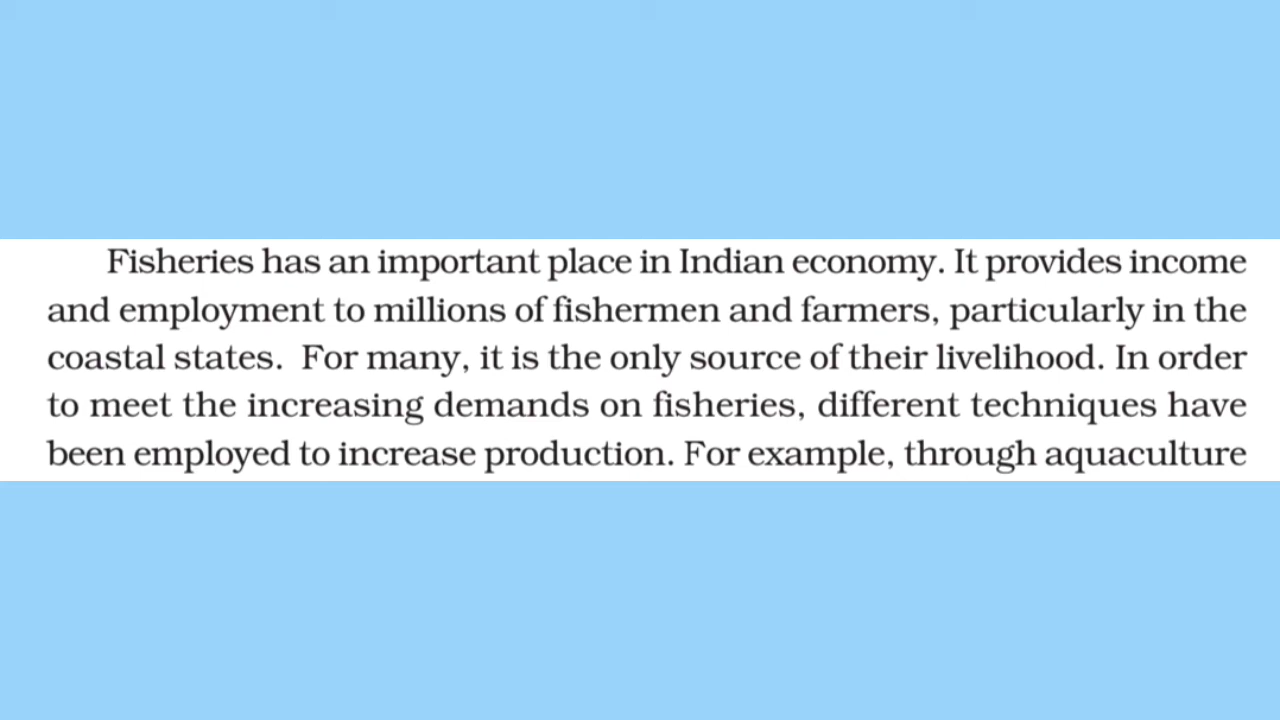 Fisheries has an important place in Indian economy. It provides income
and employment to millions of fishermen and farmers, particularly in the
coastal states.  For many, it is the only source of their livelihood. In order
to meet the increasing demands on fisheries, different techniques have
been employed to increase production. For example, through aquaculture